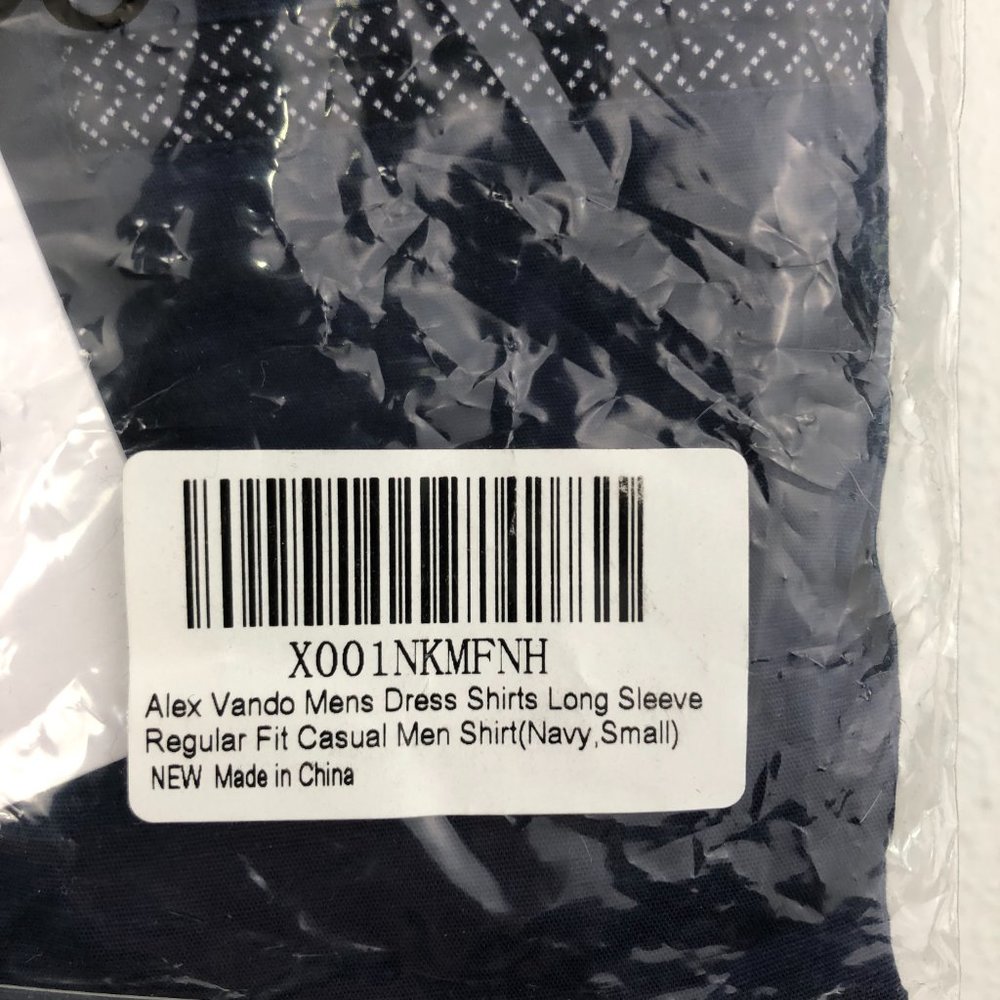 X001NKMFNH
Alex Vando Mens Dress Shirts Long Sleeve
Regular Fit Casual Men Shirt(Navy,Small)
NEW Made in China